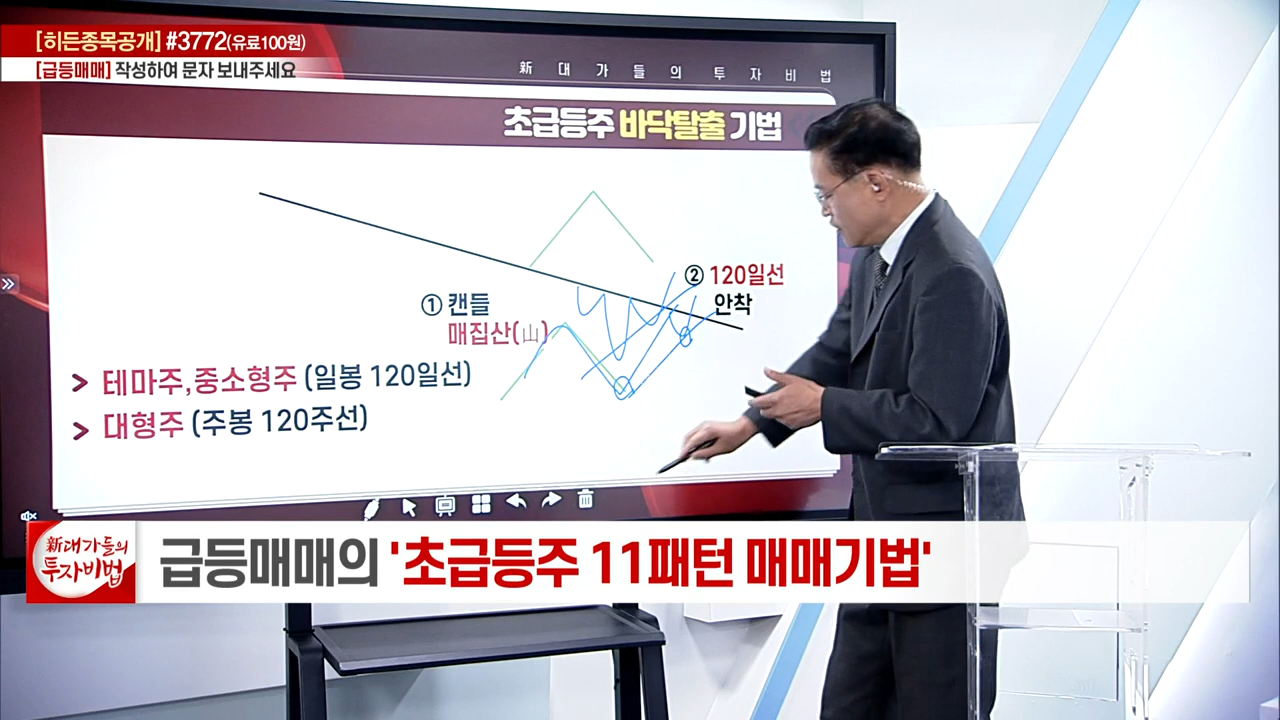 [히든종목공개] #3772(유료100원)
[급등매매] 작성하여 문자 보내주세요
新 대가들의 투자비법
초급등주 바닥탈출 기법
① 캔들
매집산(山)
② 120일선
안착
> 테마주,중소형주 (일봉 120일선)
> 대형주 (주봉 120주선)
新대가들의
투자비법
급등매매의 '초급등주 11패턴 매매기법'